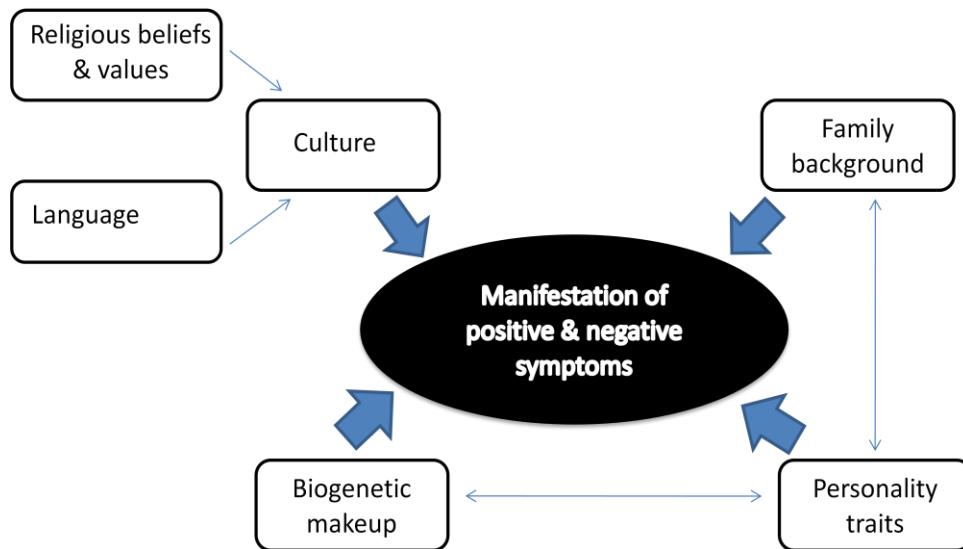 Religious beliefs
& values
Culture
Family
background
Language
Manifestation of
positive & negative
symptoms
Biogenetic
makeup
Personality
traits